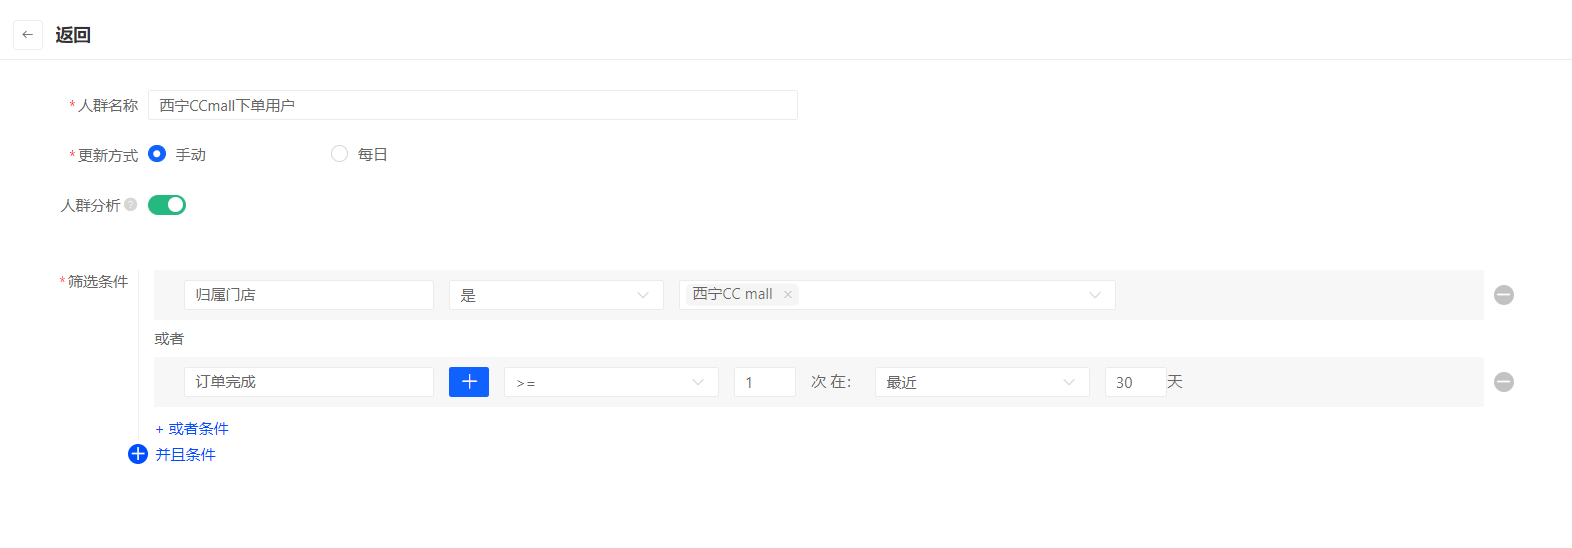 ← 返回
* 人群名称 西宁CCmall下单用户
* 更新方式 手动 每日
人群分析 ?
* 筛选条件 归属门店 是 西宁CC mall ×
或者
订单完成 + >= 1 次 在： 最近 30 天
+ 或者条件
+ 并且条件